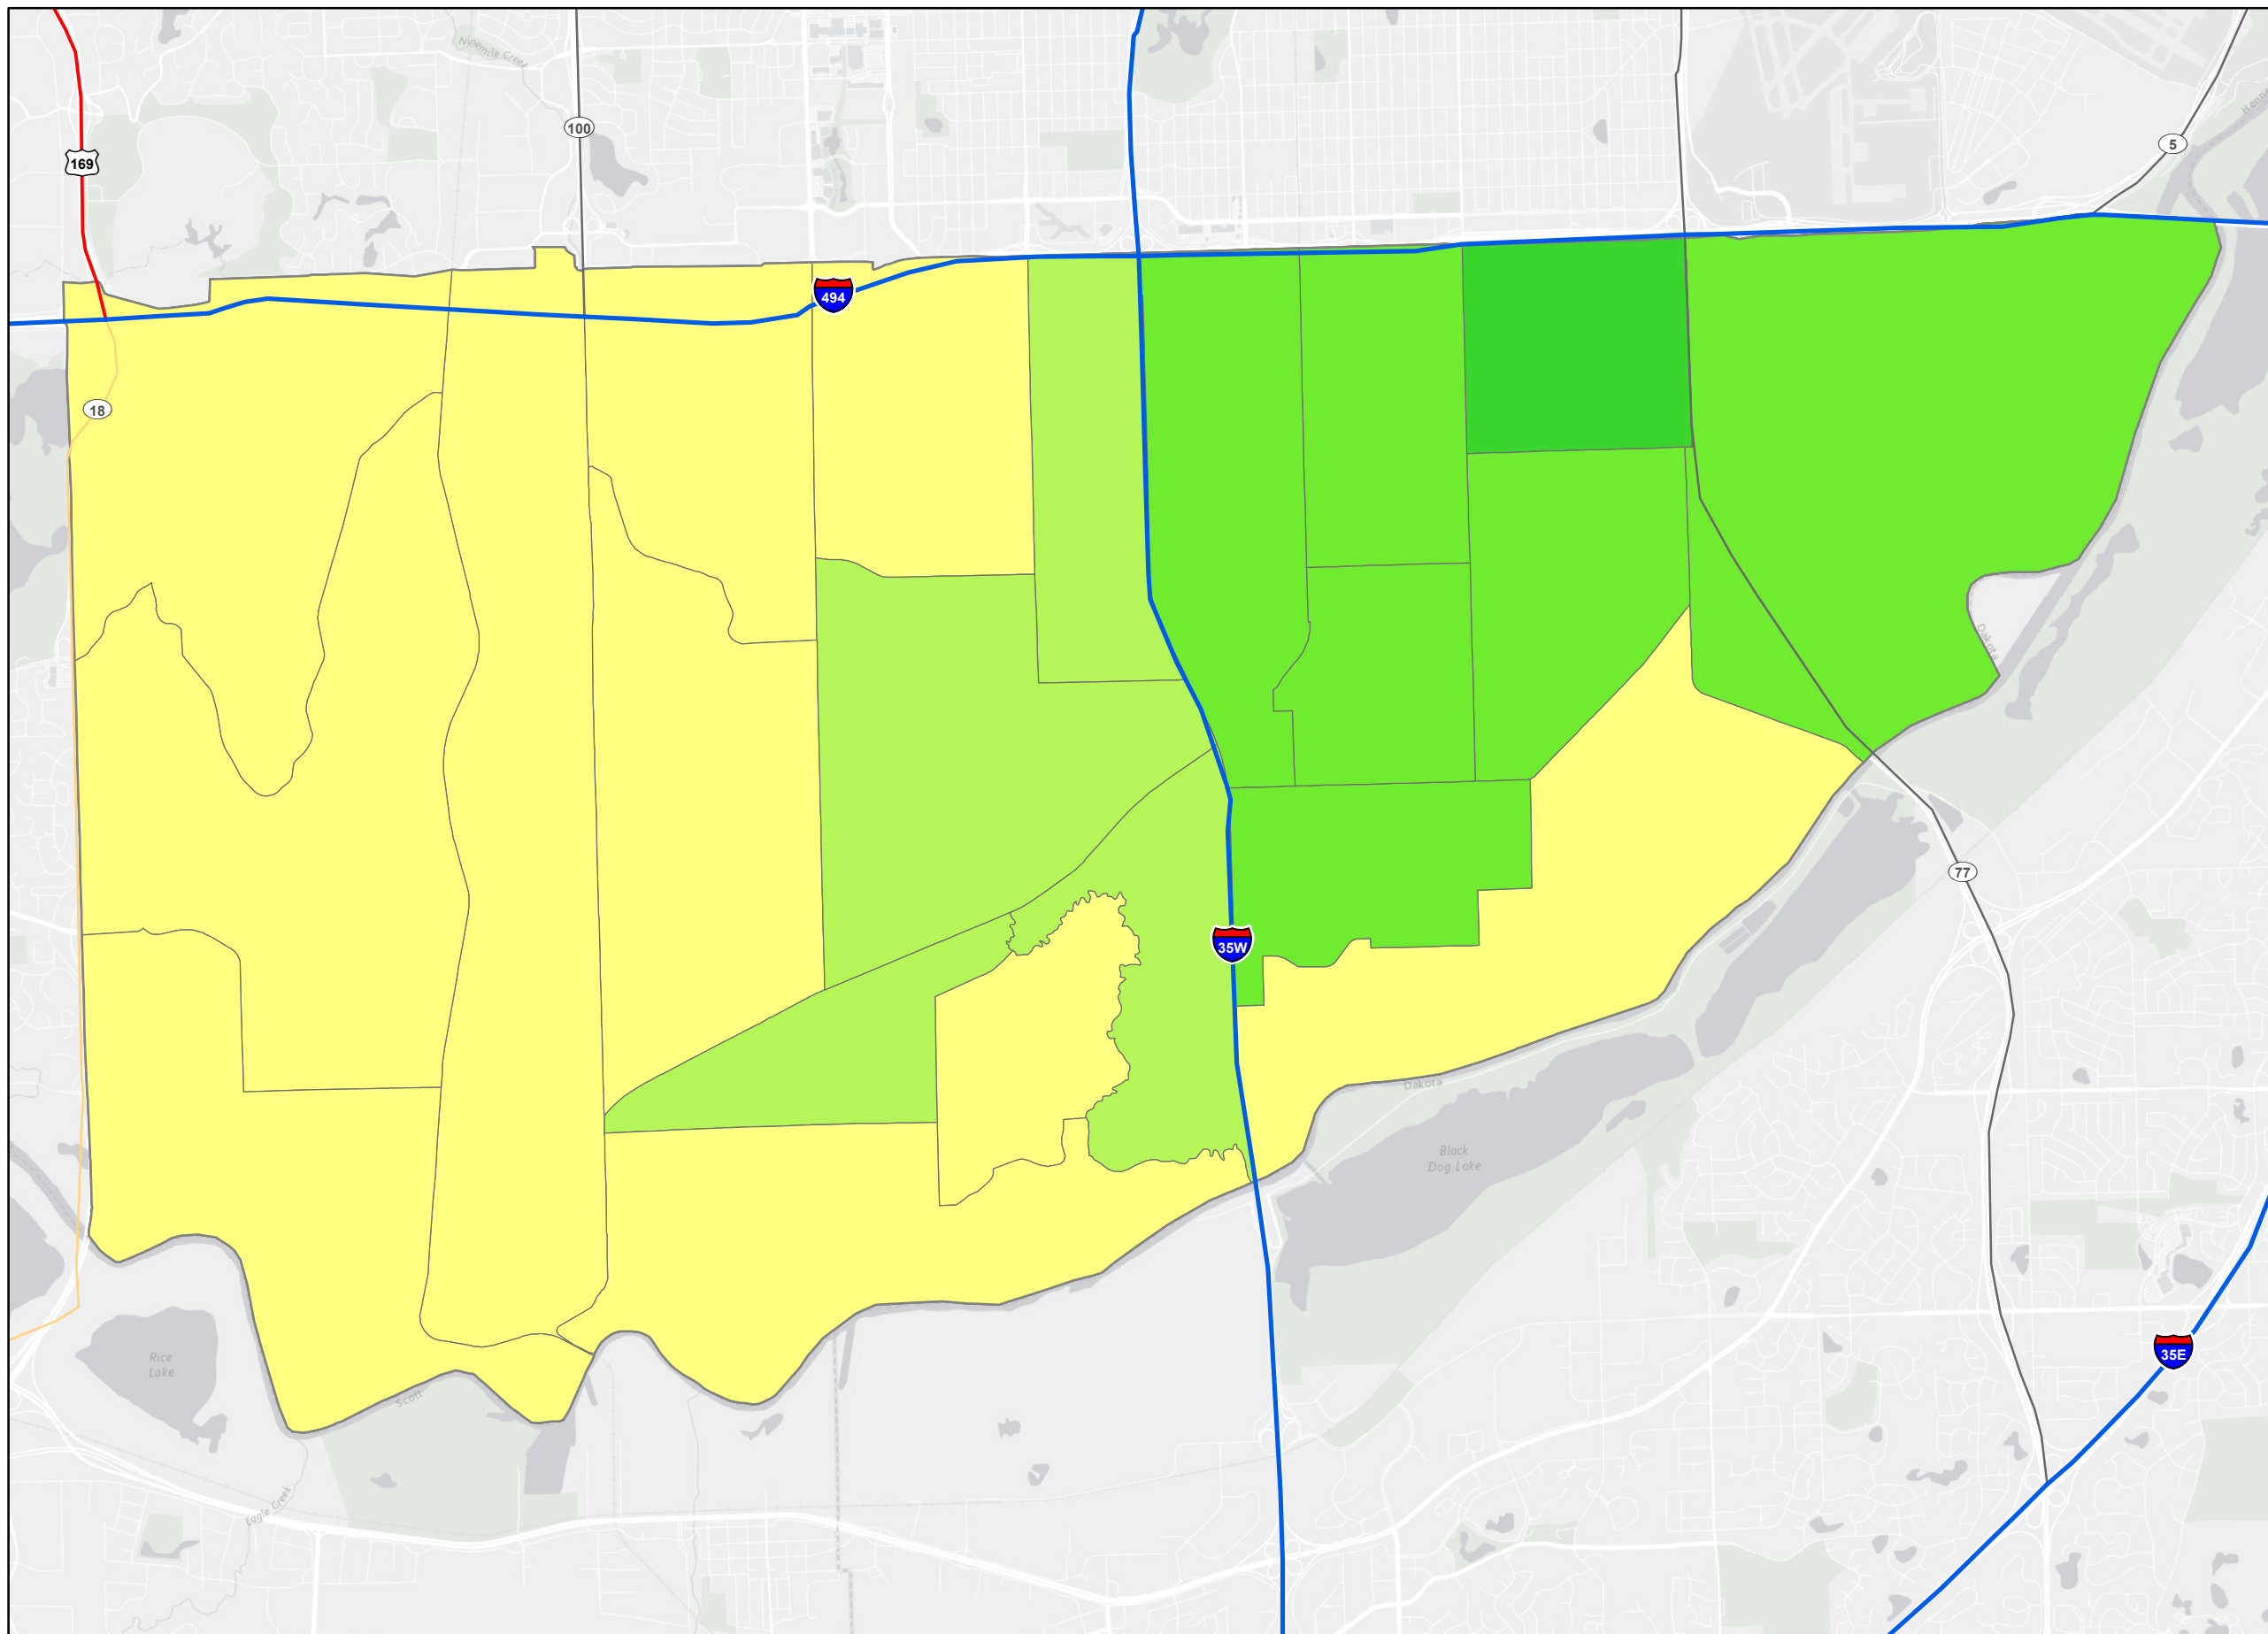 Ninemile Creek
100
169
5
494
18
Dakota
77
35W
Dakota
Black
Dog Lake
35E
Rice
Lake
Scott
Eagle Creek